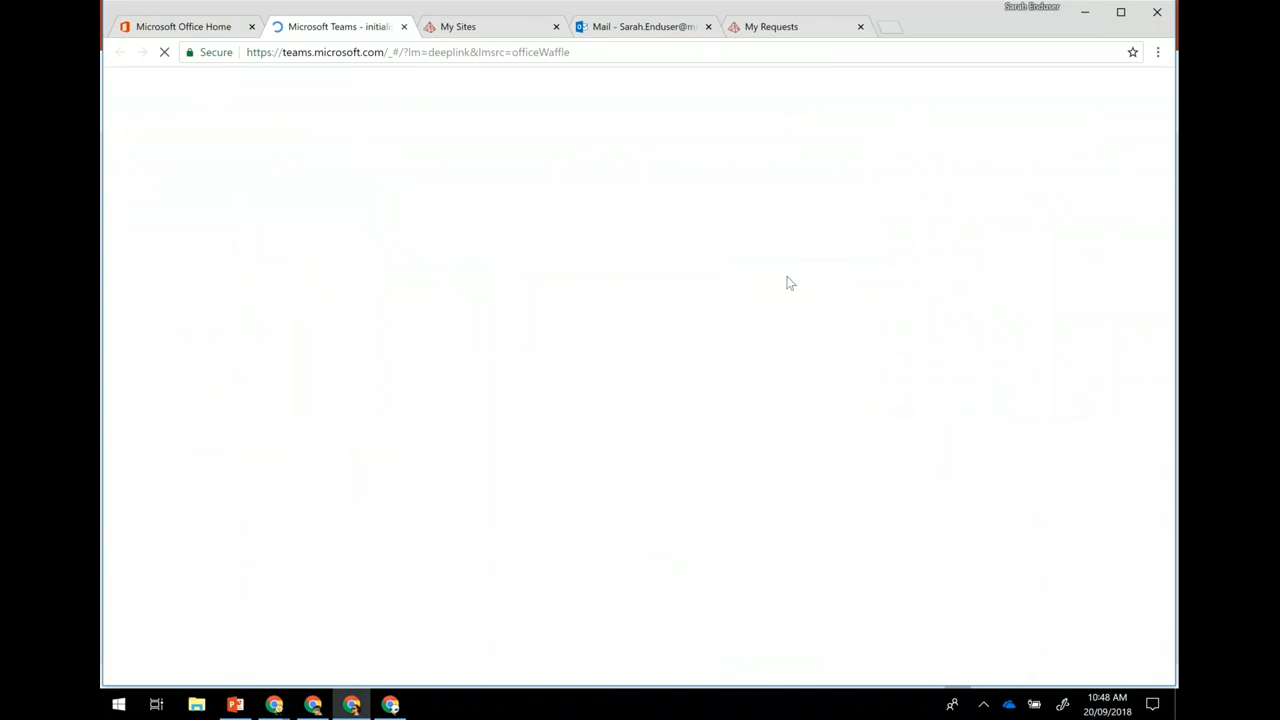 Sarah Enduser
Microsoft Office Home
Microsoft Teams - initiali
My Sites
Mail - Sarah.Enduser@m
My Requests
Secure
https://teams.microsoft.com/_#/?lm=deeplink&lmsrc=officeWaffle
10:48 AM
20/09/2018